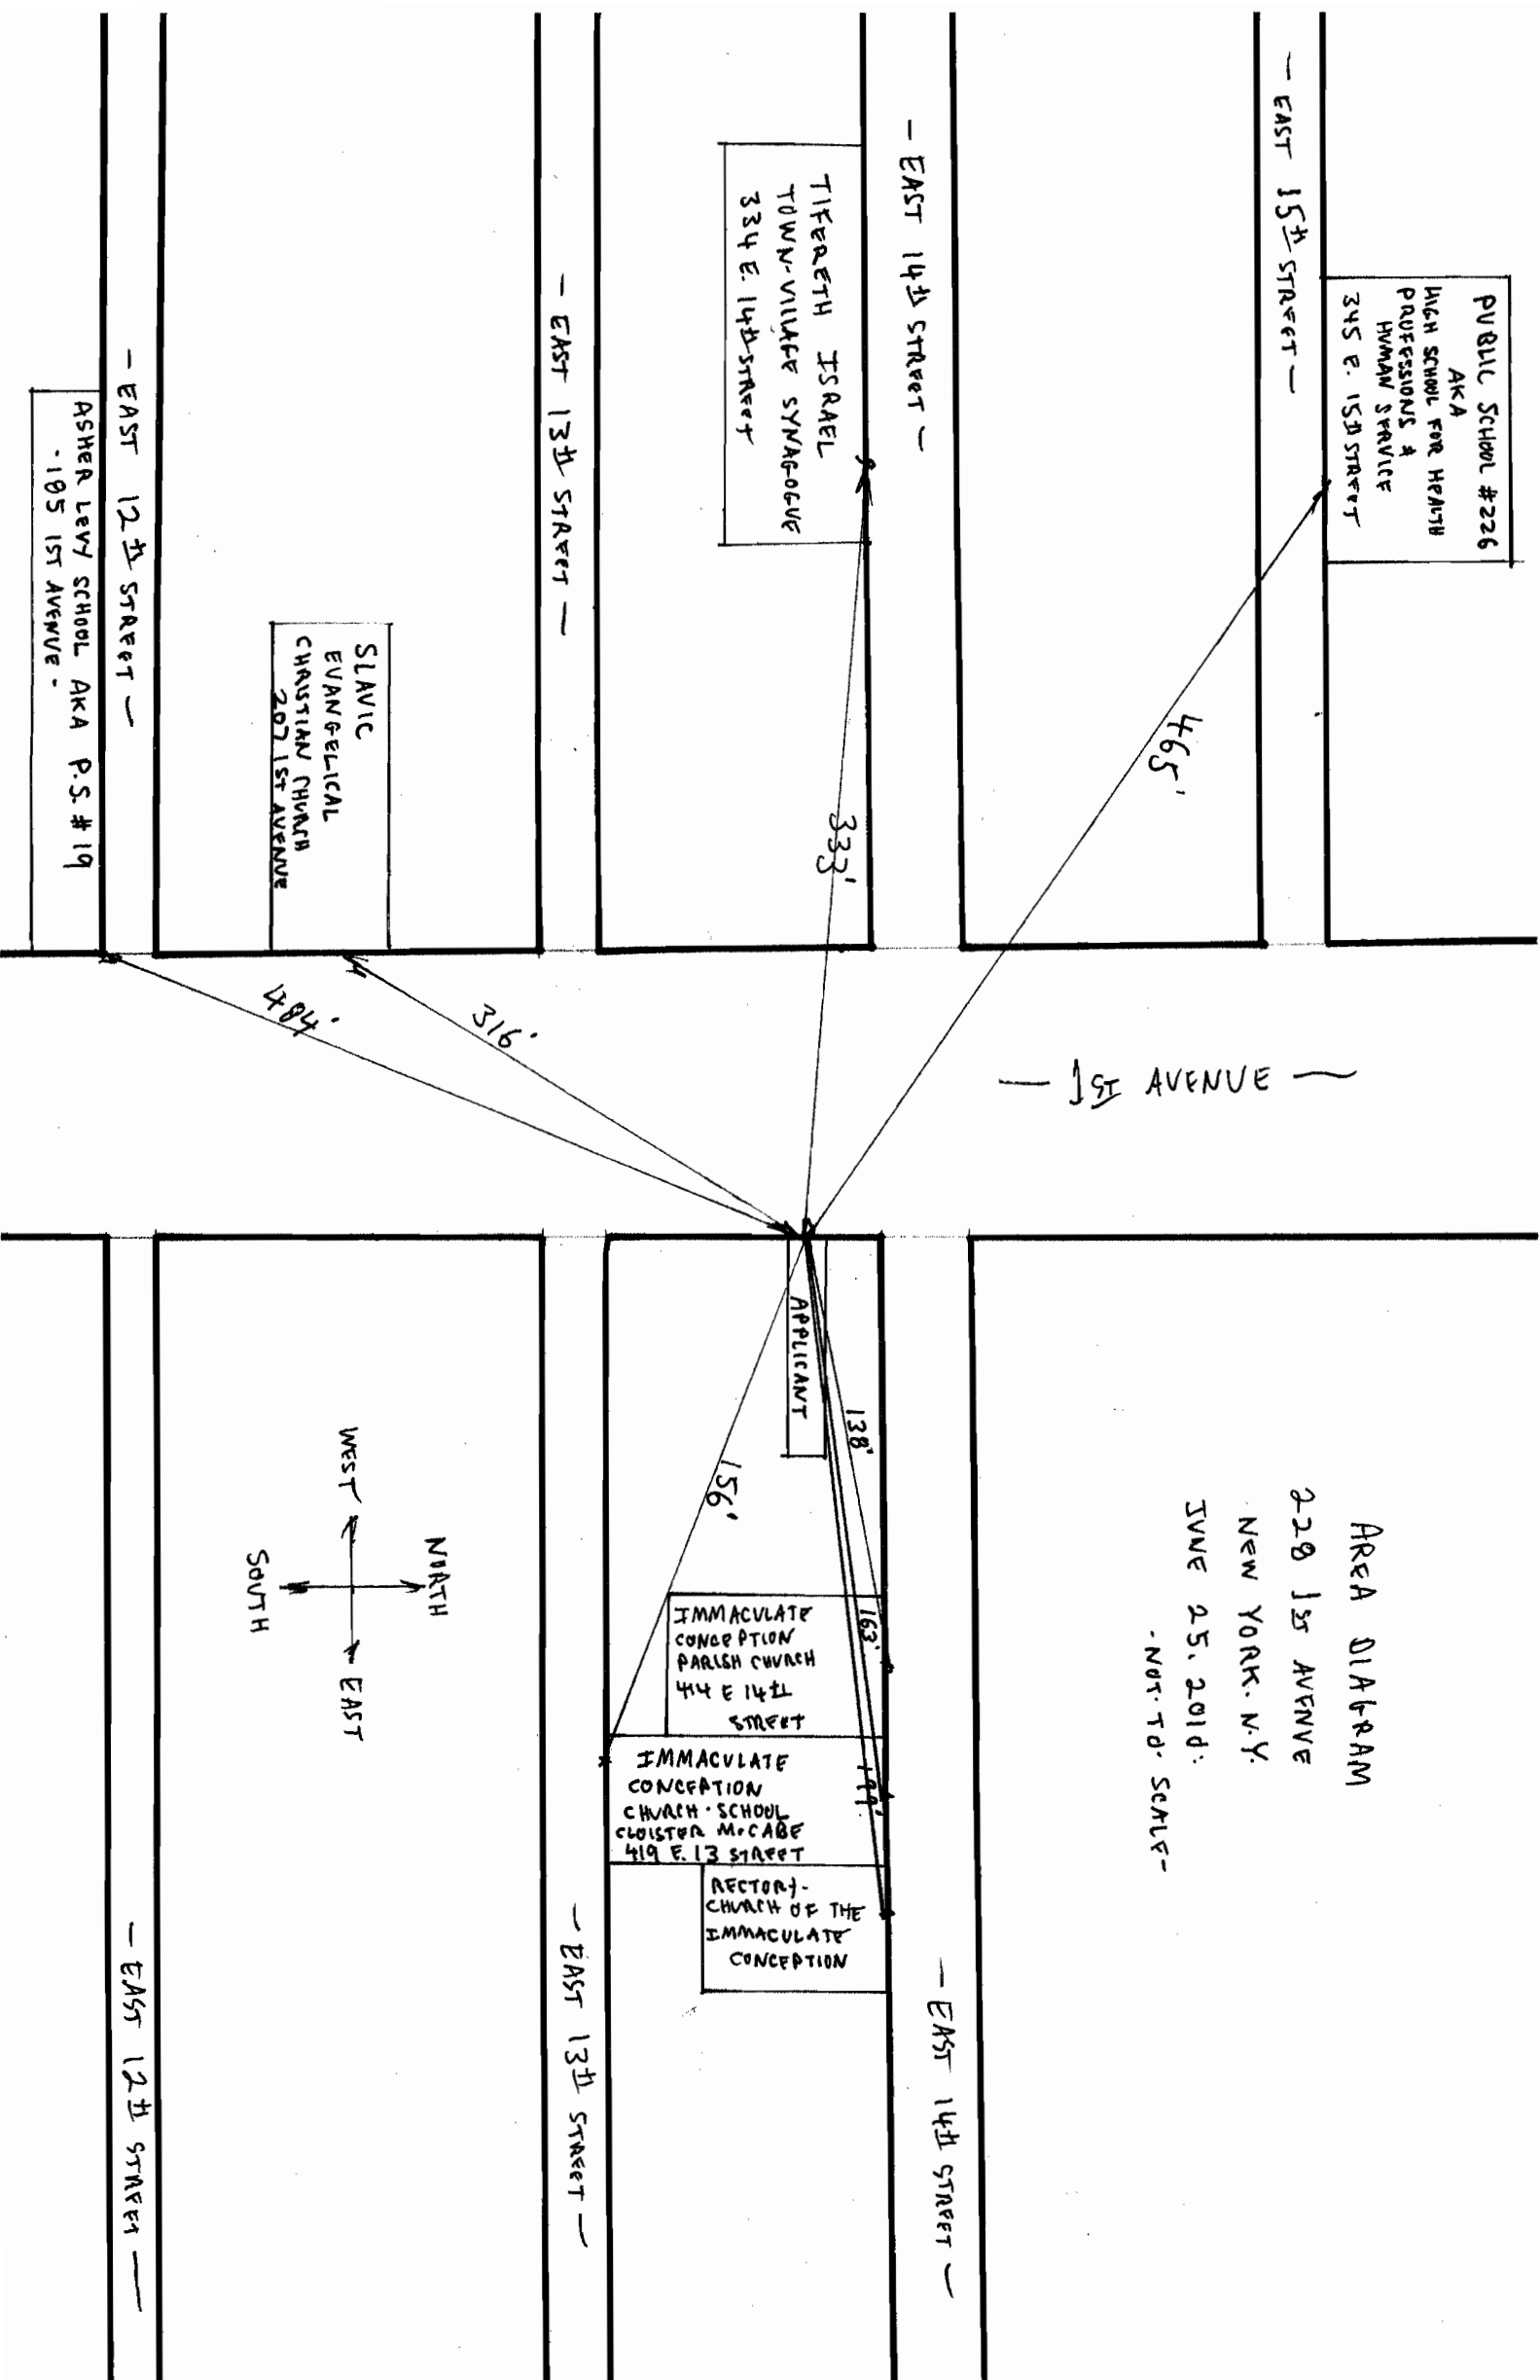 AREA DIAGRAM
228 1ST AVENUE
NEW YORK. N.Y.
JUNE 25, 2010.
-NOT. TO. SCALE-
PUBLIC SCHOOL #226
AKA
HIGH SCHOOL FOR HEALTH
PROFESSIONS &
HUMAN SERVICE
345 E. 15TH STREET
- EAST 15TH STREET -
465'
- EAST 14TH STREET -
- EAST 14TH STREET -
TIFERETH ISRAEL
TOWN-VILLAGE SYNAGOGUE
334 E. 14TH STREET
333'
- 1ST AVENUE -
APPLICANT
138'
163'
199'
156'
IMMACULATE
CONCEPTION
PARISH CHURCH
414 E 14TH
STREET
IMMACULATE
CONCEPTION
CHURCH · SCHOOL
CLOISTER McCABE
419 E. 13 STREET
RECTORY-
CHURCH OF THE
IMMACULATE
CONCEPTION
- EAST 13TH STREET -
- EAST 13TH STREET -
SLAVIC
EVANGELICAL
CHRISTIAN CHURCH
207 1ST AVENUE
316'
484'
NORTH
WEST
EAST
SOUTH
- EAST 12TH STREET -
- EAST 12TH STREET -
ASHER LEVY SCHOOL AKA P.S. #19
-185 1ST AVENUE-